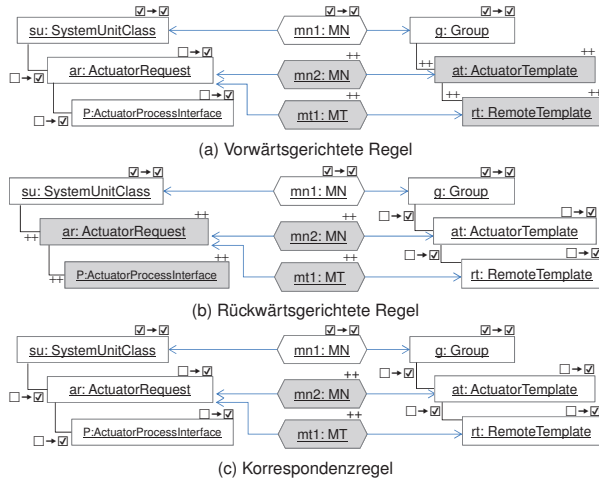 ☑→☑ ☑→☑ ☑→☑
su: SystemUnitClass mn1: MN g: Group
☐→☑ ☐→☑ ++ ++ ++
ar: ActuatorRequest mn2: MN at: ActuatorTemplate
☐→☑ ☐→☑ ++ ++ ++
P:ActuatorProcessInterface mt1: MT rt: RemoteTemplate
(a) Vorwärtsgerichtete Regel
☑→☑ ☑→☑ ☑→☑
su: SystemUnitClass mn1: MN g: Group
++ ++ ++ ☐→☑ ☐→☑
ar: ActuatorRequest mn2: MN at: ActuatorTemplate
++ ++ ++ ☐→☑ ☐→☑
P:ActuatorProcessInterface mt1: MT rt: RemoteTemplate
(b) Rückwärtsgerichtete Regel
☑→☑ ☑→☑ ☑→☑
su: SystemUnitClass mn1: MN g: Group
☐→☑ ☐→☑ ++ ☐→☑ ☐→☑
ar: ActuatorRequest mn2: MN at: ActuatorTemplate
☐→☑ ☐→☑ ++ ☐→☑ ☐→☑
P:ActuatorProcessInterface mt1: MT rt: RemoteTemplate
(c) Korrespondenzregel